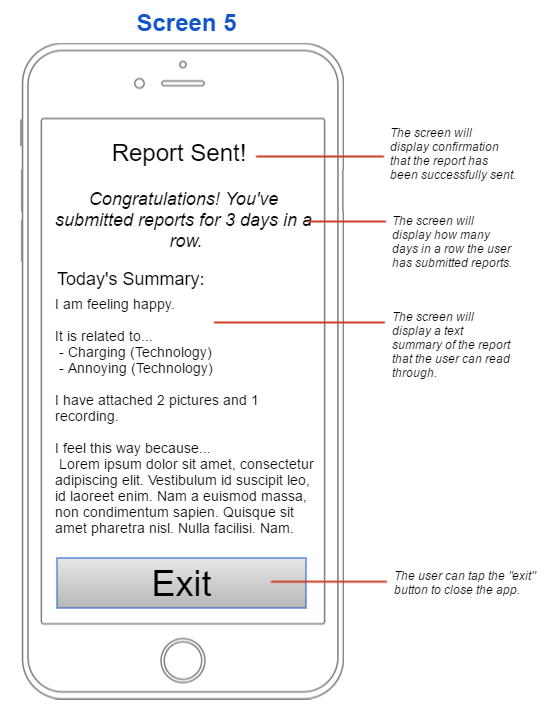 Screen 5
Report Sent!
Congratulations! You've
submitted reports for 3 days in a
row.
Today's Summary:
I am feeling happy.
It is related to...
- Charging (Technology)
- Annoying (Technology)
I have attached 2 pictures and 1
recording.
I feel this way because...
Lorem ipsum dolor sit amet, consectetur
adipiscing elit. Vestibulum id suscipit leo,
id laoreet enim. Nam a euismod massa,
non condimentum sapien. Quisque sit
amet pharetra nisl. Nulla facilisi. Nam.
Exit
The screen will
display confirmation
that the report has
been successfully sent.
The screen will
display how many
days in a row the user
has submitted reports.
The screen will
display a text
summary of the report
that the user can read
through.
The user can tap the "exit"
button to close the app.